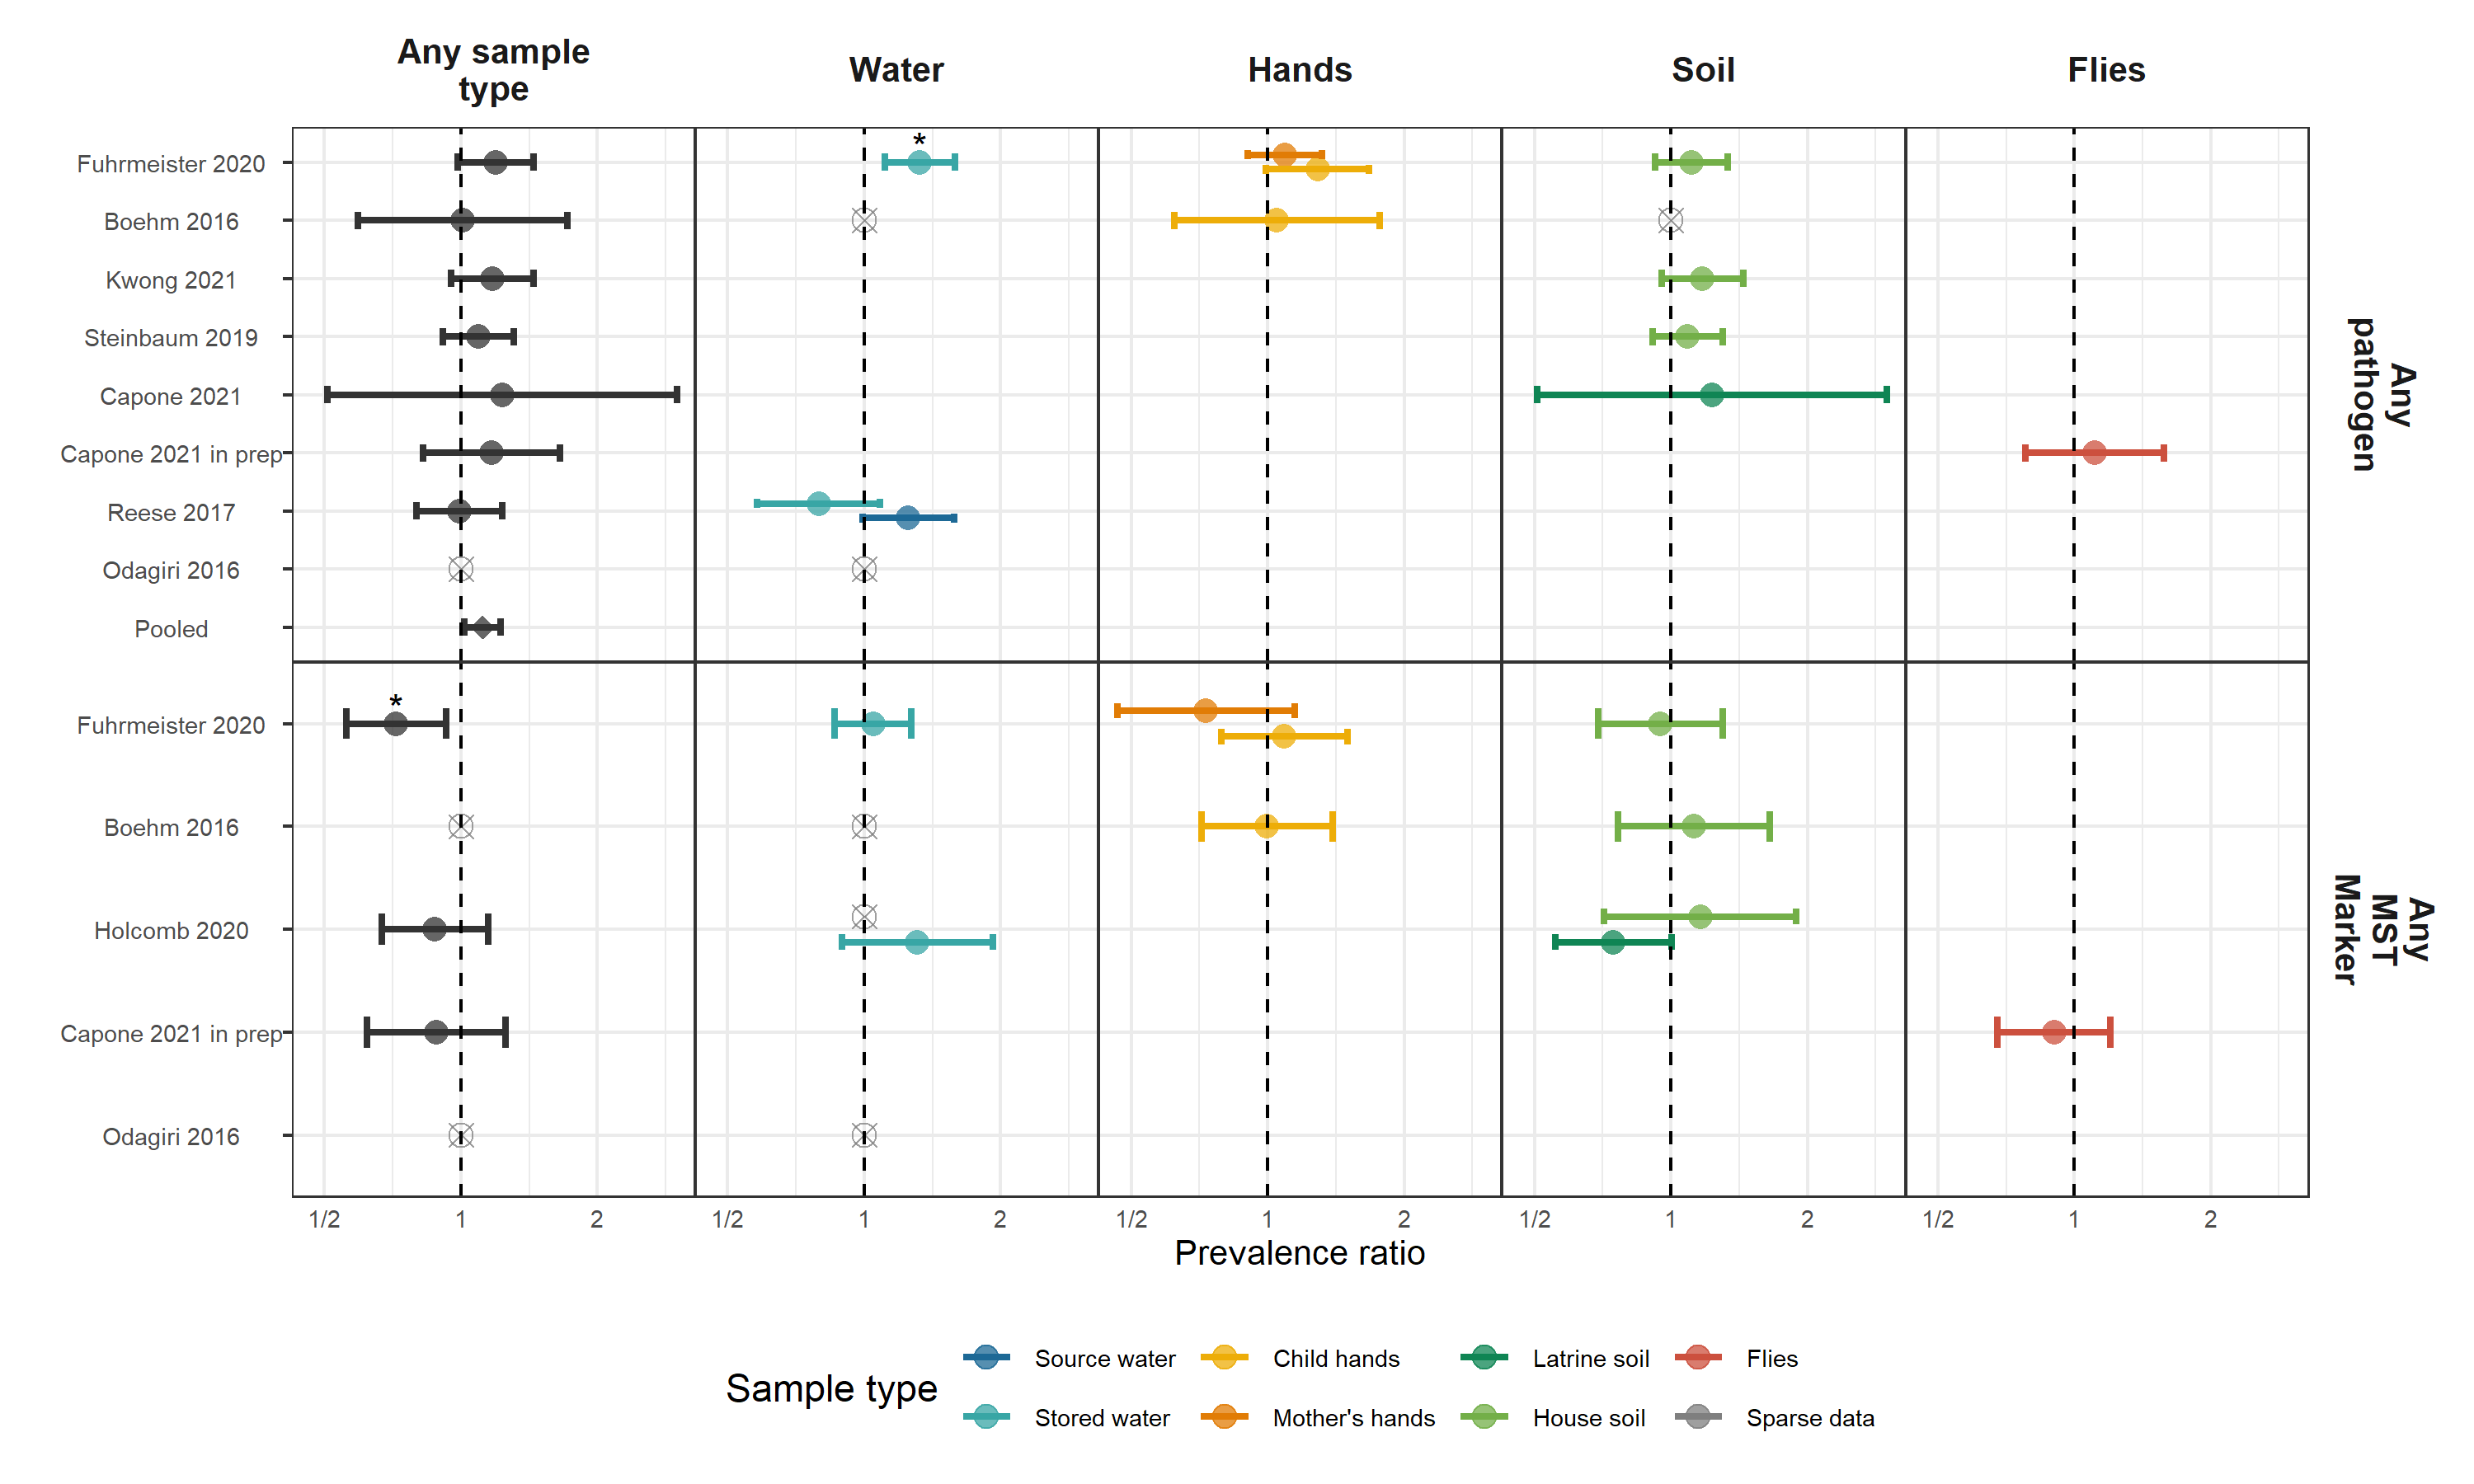 Any sample
type
Water
Hands
Soil
Flies
Fuhrmeister 2020
*
Boehm 2016
Kwong 2021
Steinbaum 2019
Capone 2021
Capone 2021 in prep
Reese 2017
Odagiri 2016
Pooled
Any
pathogen
Fuhrmeister 2020
*
Boehm 2016
Holcomb 2020
Capone 2021 in prep
Odagiri 2016
Any
MST
Marker
1/2 1 2 1/2 1 2 1/2 1 2 1/2 1 2 1/2 1 2
Prevalence ratio
Sample type
Source water Child hands Latrine soil Flies
Stored water Mother's hands House soil Sparse data